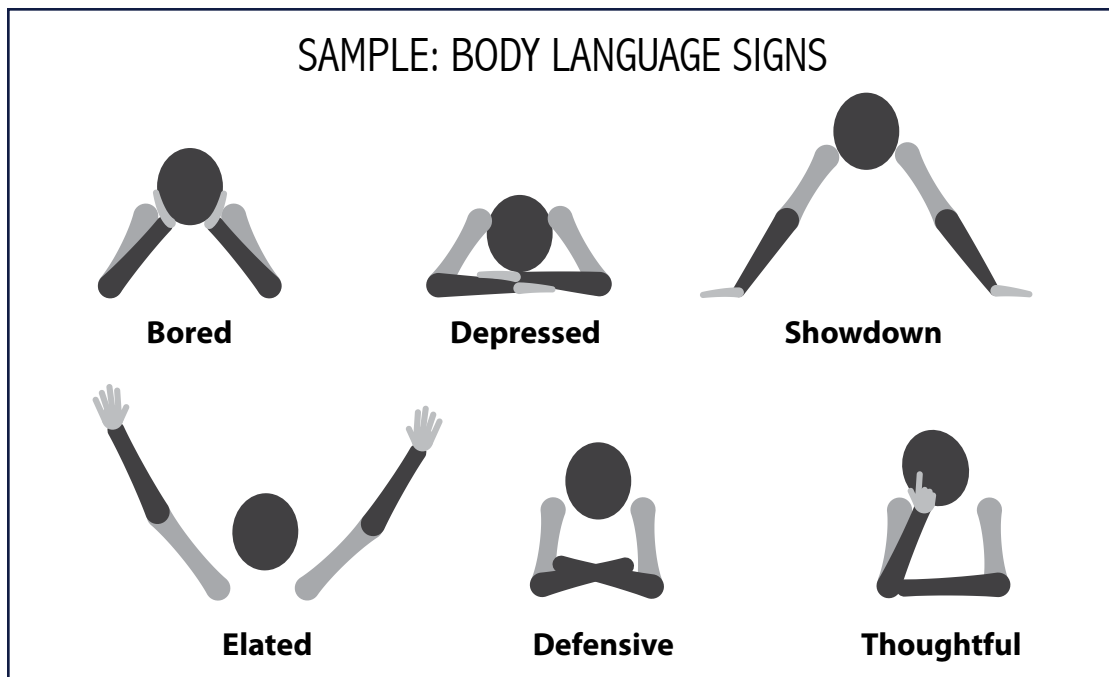 SAMPLE: BODY LANGUAGE SIGNS
Bored
Depressed
Showdown
Elated
Defensive
Thoughtful